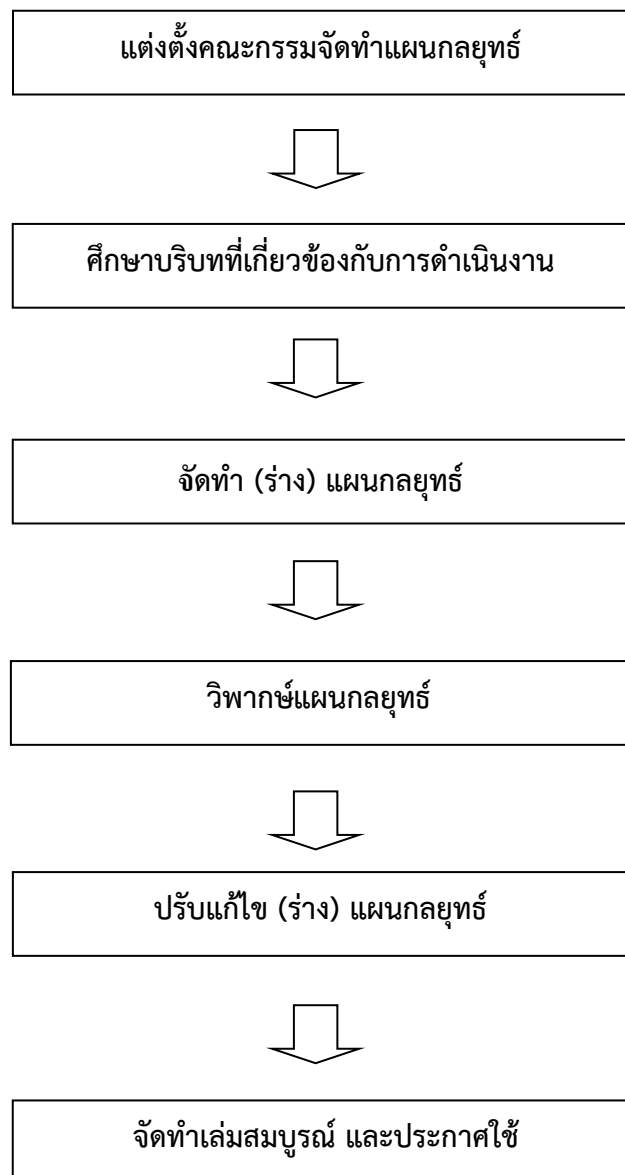 แต่งตั้งคณะกรรมจัดทำแผนกลยุทธ์
ศึกษาบริบทที่เกี่ยวข้องกับการดำเนินงาน
จัดทำ (ร่าง) แผนกลยุทธ์
วิพากษ์แผนกลยุทธ์
ปรับแก้ไข (ร่าง) แผนกลยุทธ์
จัดทำเล่มสมบูรณ์ และประกาศใช้